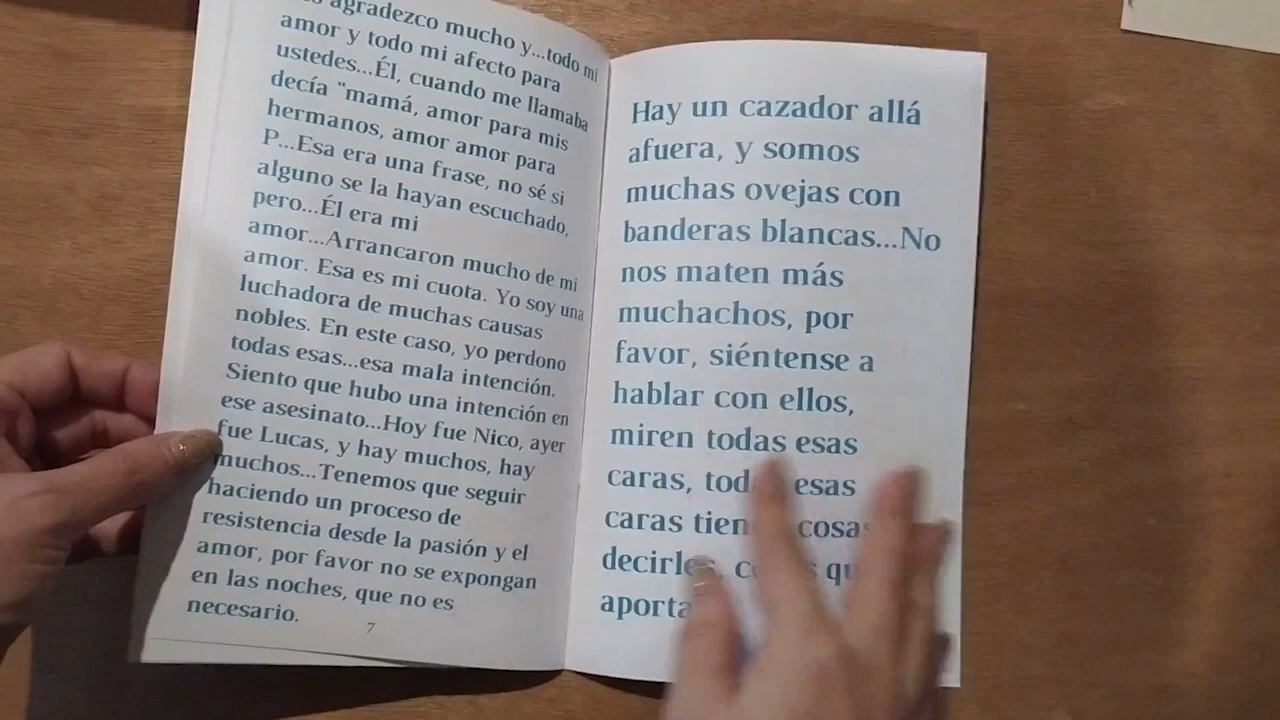 agradezco mucho y...todo mi
amor y todo mi afecto para
ustedes...Él, cuando me llamaba
decía "mamá, amor para mis
hermanos, amor amor para
P...Esa era una frase, no sé si
alguno se la hayan escuchado,
pero...Él era mi
amor...Arrancaron mucho de mi
amor. Esa es mi cuota. Yo soy una
luchadora de muchas causas
nobles. En este caso, yo perdono
todas esas...esa mala intención.
Siento que hubo una intención en
ese asesinato...Hoy fue Nico, ayer
fue Lucas, y hay muchos, hay
muchos...Tenemos que seguir
haciendo un proceso de
resistencia desde la pasión y el
amor, por favor no se expongan
en las noches, que no es
necesario.
7
Hay un cazador allá
afuera, y somos
muchas ovejas con
banderas blancas...No
nos maten más
muchachos, por
favor, siéntense a
hablar con ellos,
miren todas esas
caras, esas
caras